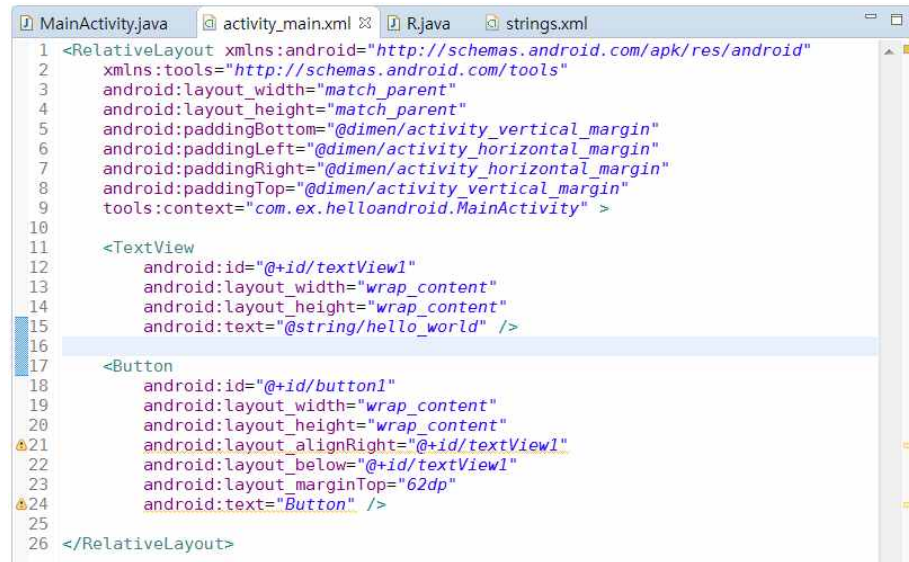 MainActivity.java activity_main.xml R.java strings.xml
1 <RelativeLayout xmlns:android="http://schemas.android.com/apk/res/android"
2     xmlns:tools="http://schemas.android.com/tools"
3     android:layout_width="match_parent"
4     android:layout_height="match_parent"
5     android:paddingBottom="@dimen/activity_vertical_margin"
6     android:paddingLeft="@dimen/activity_horizontal_margin"
7     android:paddingRight="@dimen/activity_horizontal_margin"
8     android:paddingTop="@dimen/activity_vertical_margin"
9     tools:context="com.ex.helloandroid.MainActivity" >
10
11     <TextView
12         android:id="@+id/textView1"
13         android:layout_width="wrap_content"
14         android:layout_height="wrap_content"
15         android:text="@string/hello_world" />
16
17     <Button
18         android:id="@+id/button1"
19         android:layout_width="wrap_content"
20         android:layout_height="wrap_content"
21         android:layout_alignRight="@+id/textView1"
22         android:layout_below="@+id/textView1"
23         android:layout_marginTop="62dp"
24         android:text="Button" />
25
26 </RelativeLayout>